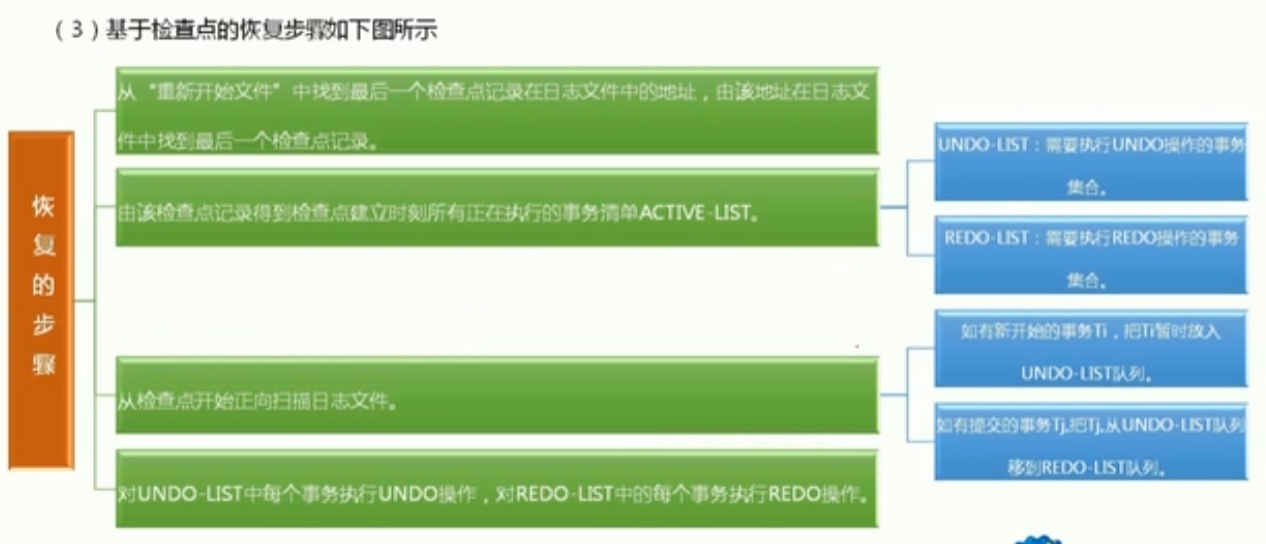 （3）基于检查点的恢复步骤如下图所示
恢
复
的
步
骤
从“重新开始文件”中找到最后一个检查点记录在日志文件中的地址，由该地址在日志文
件中找到最后一个检查点记录。
由该检查点记录得到检查点建立时刻所有正在执行的事务清单ACTIVE-LIST。
UNDO-LIST：需要执行UNDO操作的事务
集合。
REDO-LIST：需要执行REDO操作的事务
集合。
从检查点开始正向扫描日志文件。
如有新开始的事务Ti，把Ti暂时放入
UNDO-LIST队列。
如有提交的事务Tj,把Tj,从UNDO-LIST队列
移到REDO-LIST队列。
对UNDO-LIST中每个事务执行UNDO操作，对REDO-LIST中的每个事务执行REDO操作。